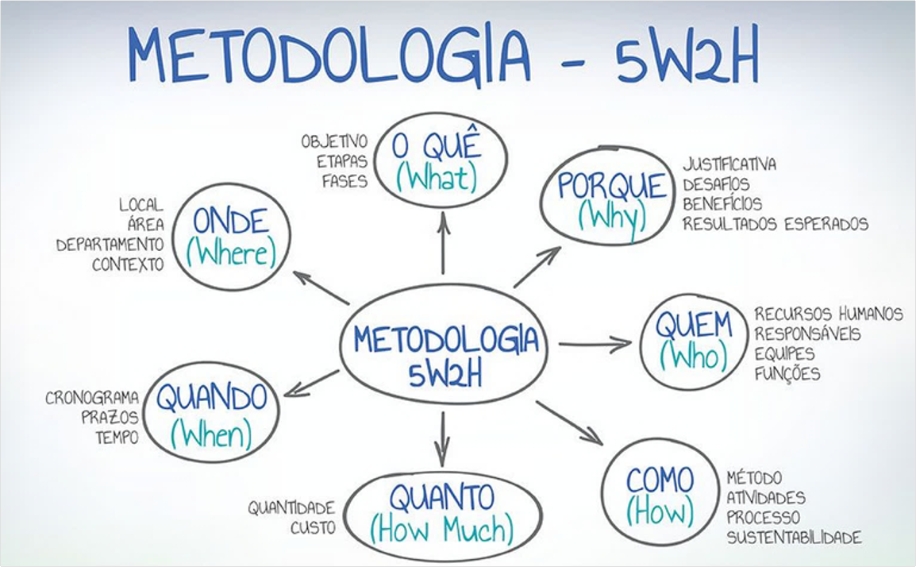 METODOLOGIA - 5W2H
OBJETIVO
ETAPAS
FASES
O QUÊ
(What)
PORQUE
(Why)
JUSTIFICATIVA
DESAFIOS
BENEFÍCIOS
RESULTADOS ESPERADOS
LOCAL
ÁREA
DEPARTAMENTO
CONTEXTO
ONDE
(Where)
METODOLOGIA
5W2H
QUEM
(Who)
RECURSOS HUMANOS
RESPONSÁVEIS
EQUIPES
FUNÇÕES
CRONOGRAMA
PRAZOS
TEMPO
QUANDO
(When)
QUANTIDADE
CUSTO
QUANTO
(How Much)
COMO
(How)
MÉTODO
ATIVIDADES
PROCESSO
SUSTENTABILIDADE